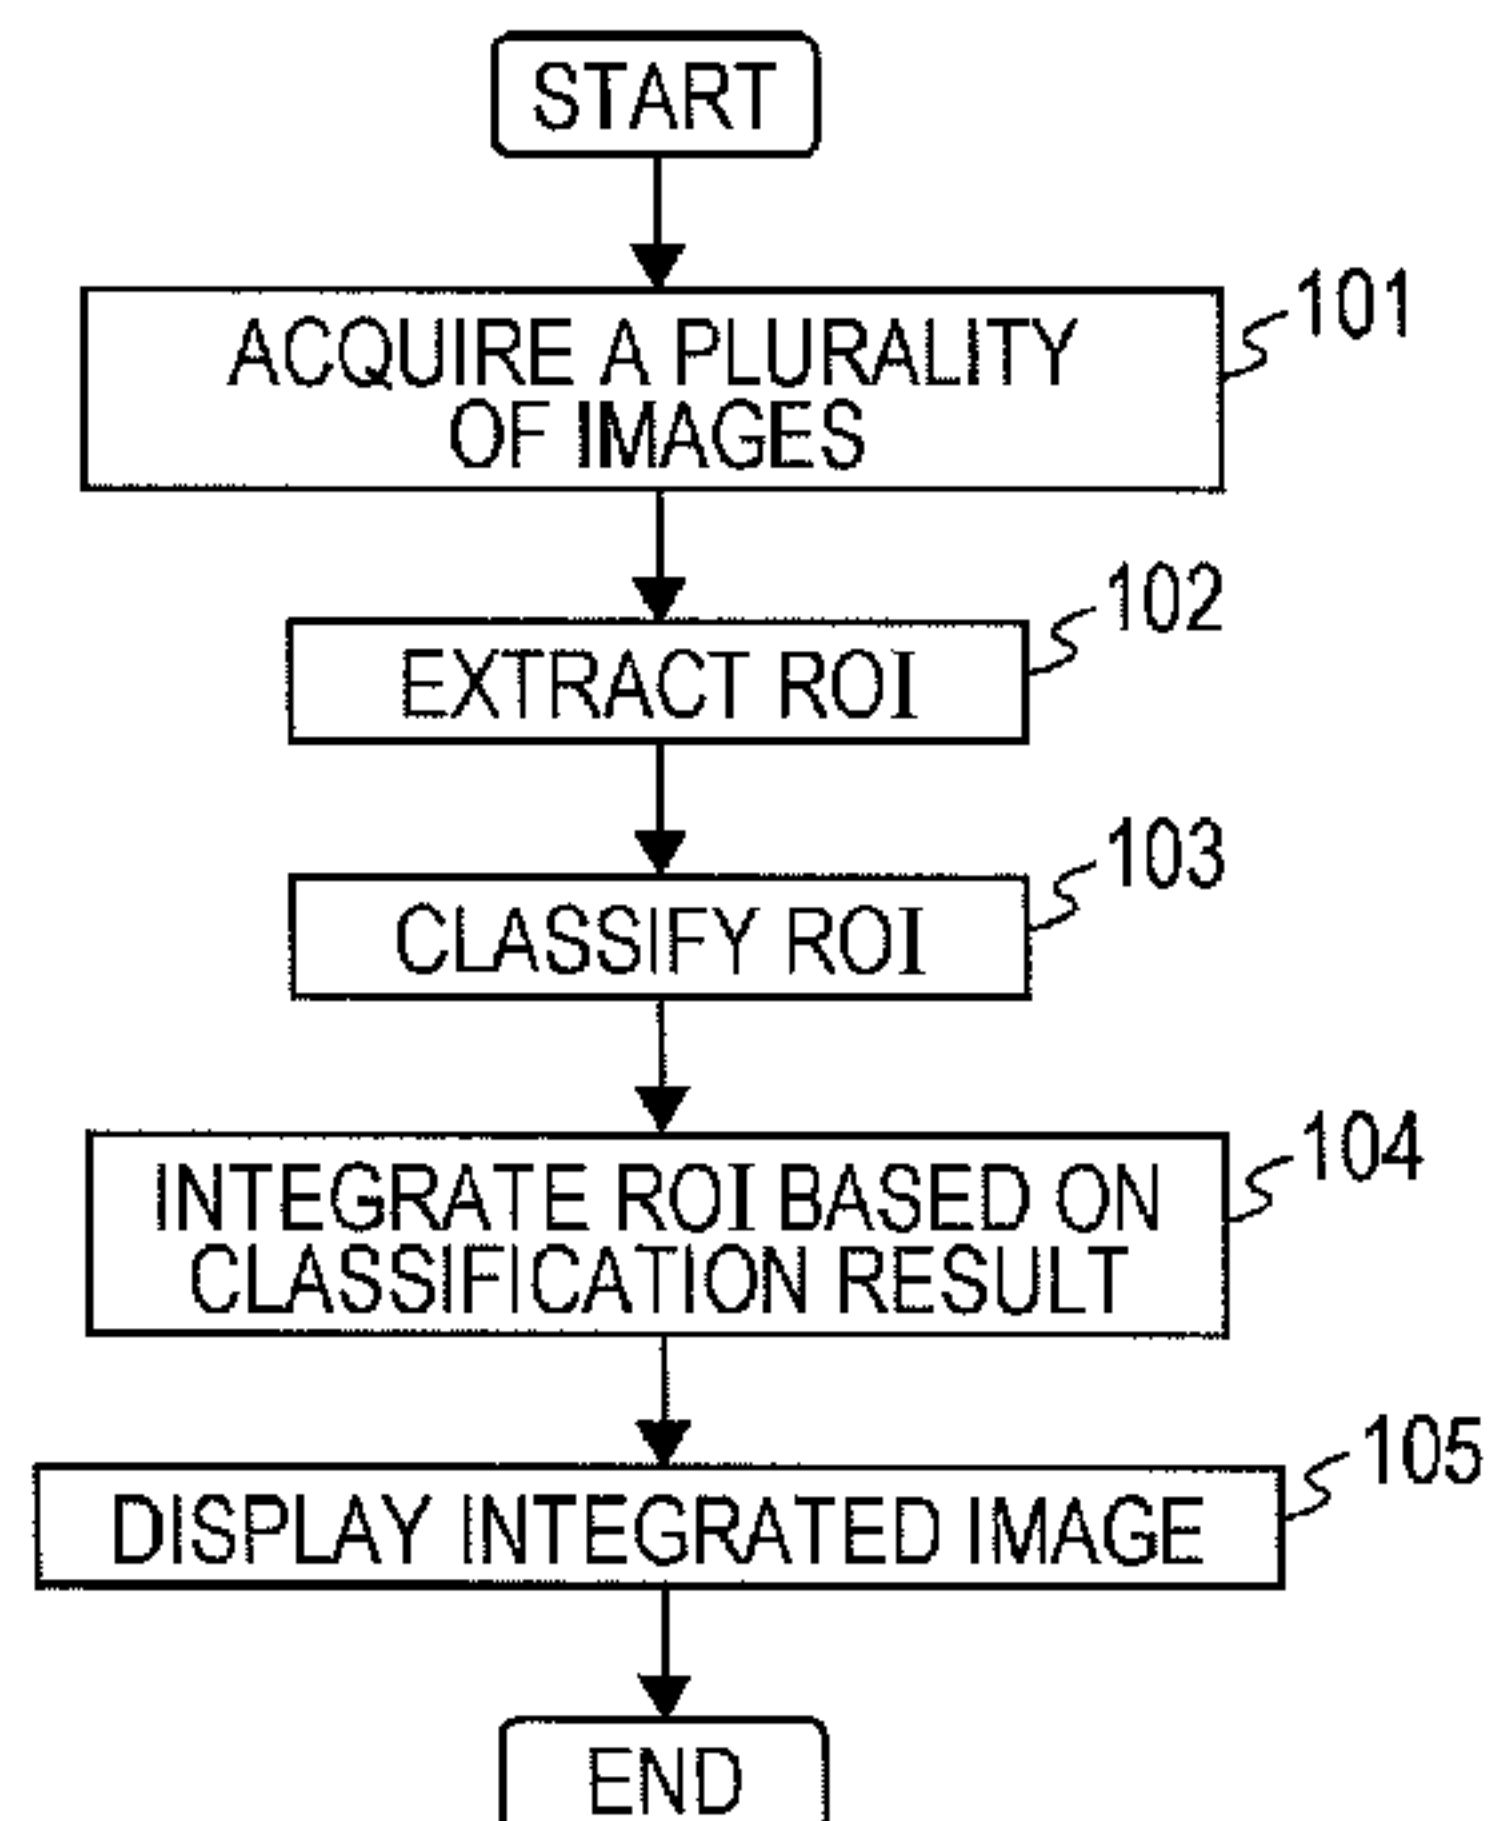 START
101
ACQUIRE A PLURALITY
OF IMAGES
102
EXTRACT ROI
103
CLASSIFY ROI
104
INTEGRATE ROI BASED ON
CLASSIFICATION RESULT
105
DISPLAY INTEGRATED IMAGE
END